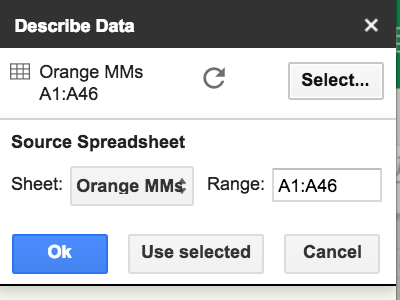 Describe Data ×
Orange MMs
A1:A46
Select...
Source Spreadsheet
Sheet: Orange MMs Range: A1:A46
Ok Use selected Cancel